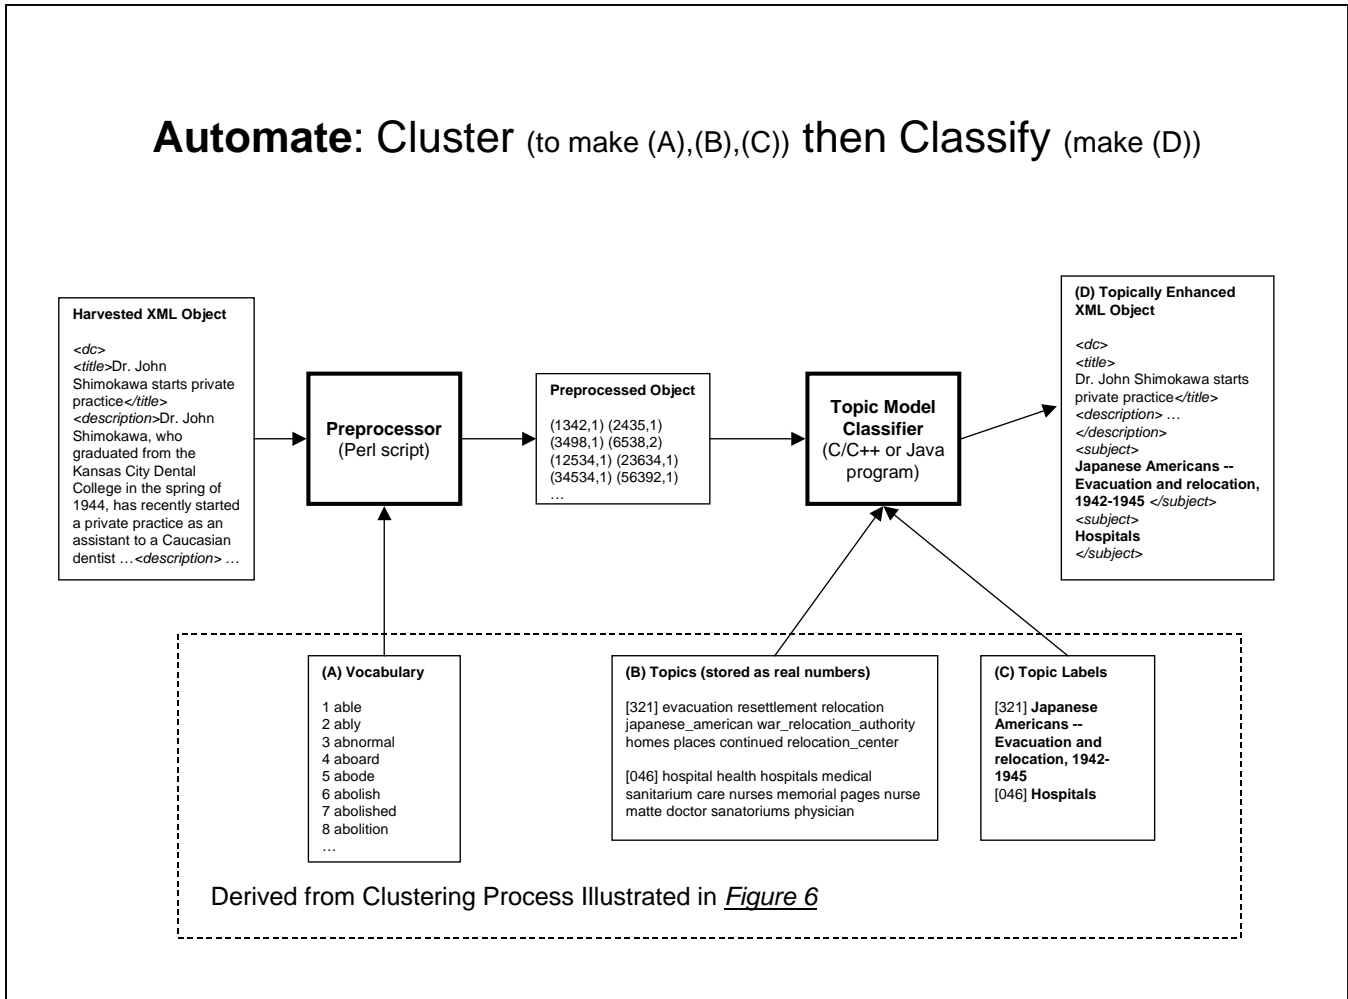 Automate: Cluster (to make (A),(B),(C)) then Classify (make (D))
Harvested XML Object
<dc>
<title>Dr. John
Shimokawa starts private
practice</title>
<description>Dr. John
Shimokawa, who
graduated from the
Kansas City Dental
College in the spring of
1944, has recently started
a private practice as an
assistant to a Caucasian
dentist …<description> …
Preprocessor
(Perl script)
Preprocessed Object
(1342,1) (2435,1)
(3498,1) (6538,2)
(12534,1) (23634,1)
(34534,1) (56392,1)
…
Topic Model
Classifier
(C/C++ or Java
program)
(D) Topically Enhanced
XML Object
<dc>
<title>
Dr. John Shimokawa starts
private practice</title>
<description> …
</description>
<subject>
Japanese Americans --
Evacuation and relocation,
1942-1945 </subject>
<subject>
Hospitals
</subject>
(A) Vocabulary
1 able
2 ably
3 abnormal
4 aboard
5 abode
6 abolish
7 abolished
8 abolition
…
(B) Topics (stored as real numbers)
[321] evacuation resettlement relocation
japanese_american war_relocation_authority
homes places continued relocation_center
[046] hospital health hospitals medical
sanitarium care nurses memorial pages nurse
matte doctor sanatoriums physician
(C) Topic Labels
[321] Japanese
Americans --
Evacuation and
relocation, 1942-
1945
[046] Hospitals
Derived from Clustering Process Illustrated in Figure 6